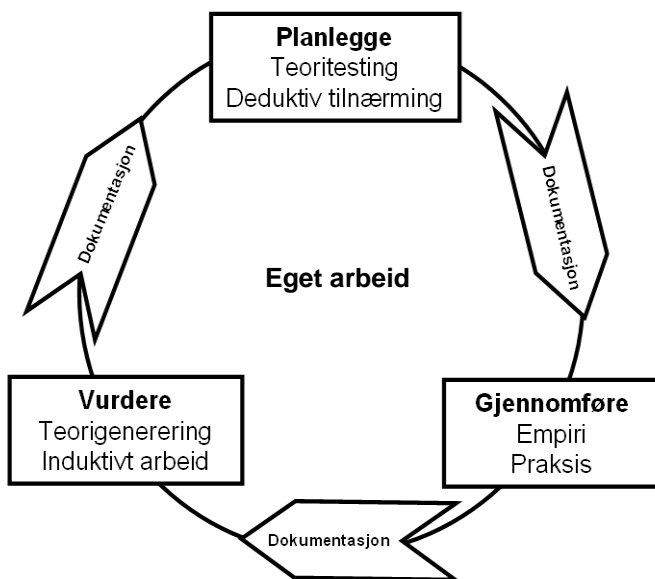 Planlegge
Teoritesting
Deduktiv tilnærming
Dokumentasjon
Dokumentasjon
Eget arbeid
Vurdere
Teorigenerering
Induktivt arbeid
Gjennomføre
Empiri
Praksis
Dokumentasjon